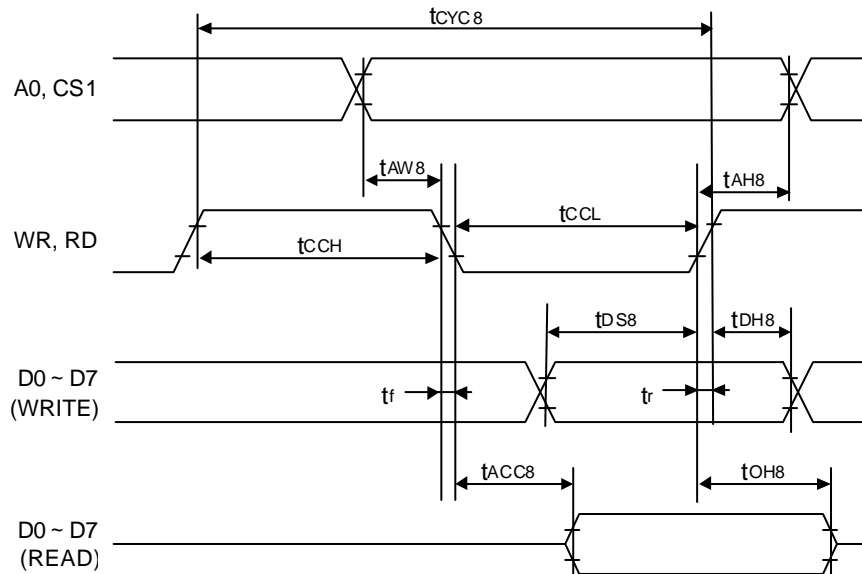 tCYC8
A0, CS1
tAW8
tAH8
tCCL
WR, RD
tCCH
tDS8
tDH8
D0 ~ D7
(WRITE)
tf
tr
tACC8
tOH8
D0 ~ D7
(READ)